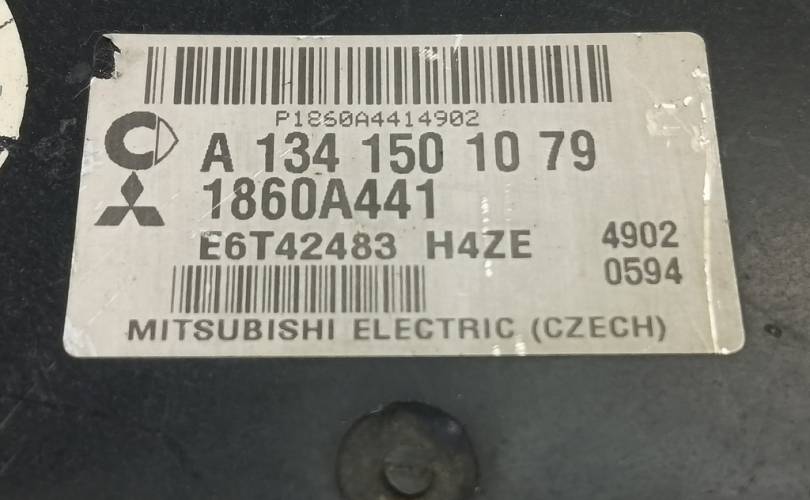 P1860A4414902
A 134 150 10 79
1860A441
E6T42483 H4ZE 4902
0594
MITSUBISHI ELECTRIC (CZECH)